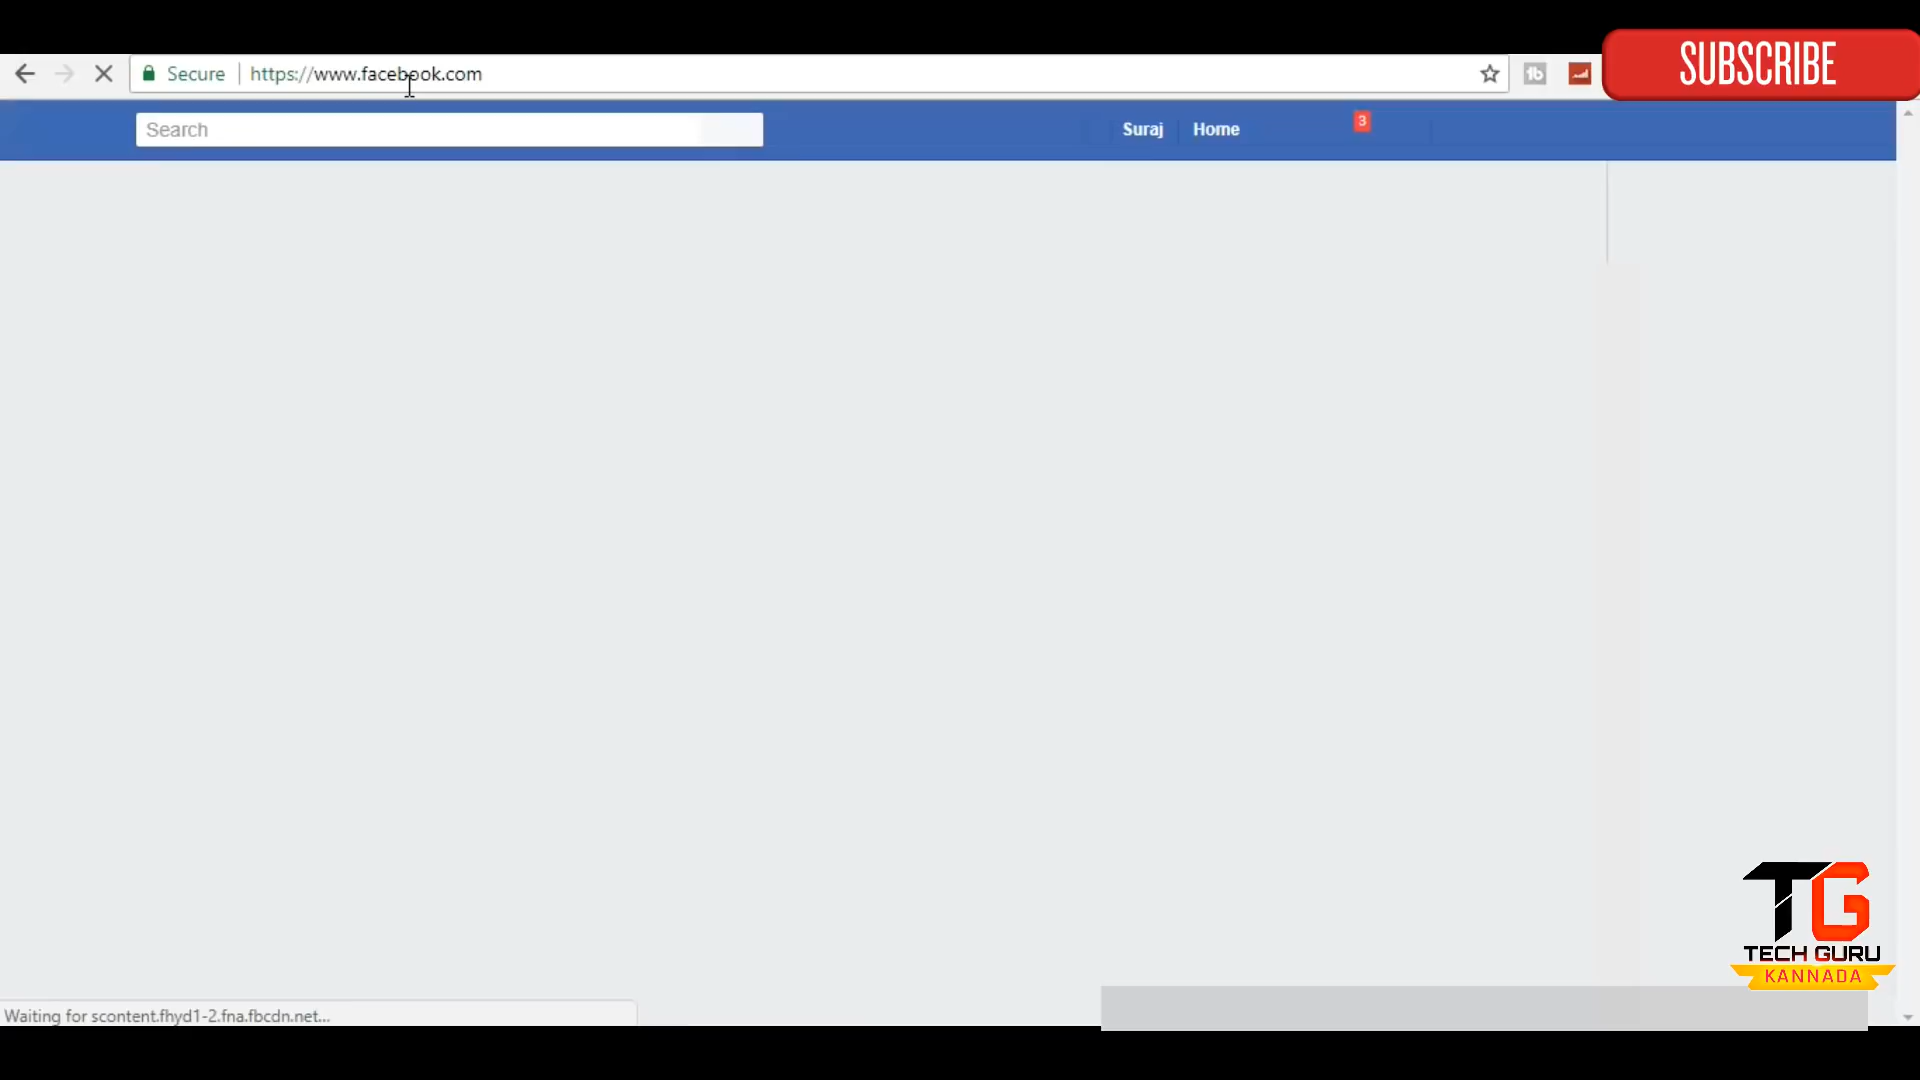 SUBSCRIBE
Secure https://www.facebook.com
Search Suraj Home 3
TG
TECH GURU
KANNADA
Waiting for scontent.fhyd1-2.fna.fbcdn.net...